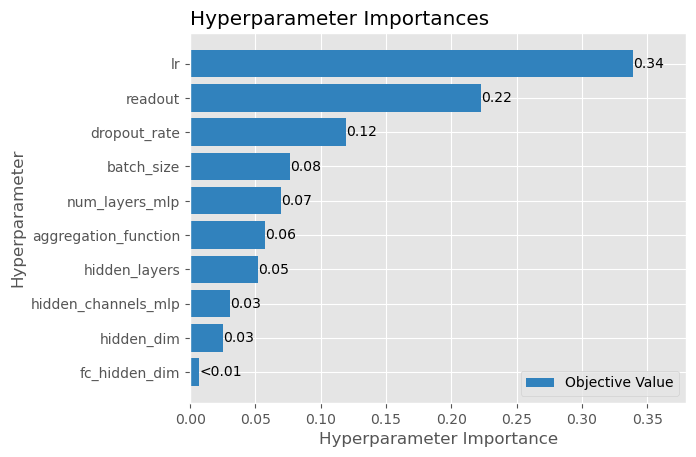 Hyperparameter Importances
Hyperparameter
lr
0.34
readout
0.22
dropout_rate
0.12
batch_size
0.08
num_layers_mlp
0.07
aggregation_function
0.06
hidden_layers
0.05
hidden_channels_mlp
0.03
hidden_dim
0.03
fc_hidden_dim
<0.01
Objective Value
0.00 0.05 0.10 0.15 0.20 0.25 0.30 0.35
Hyperparameter Importance